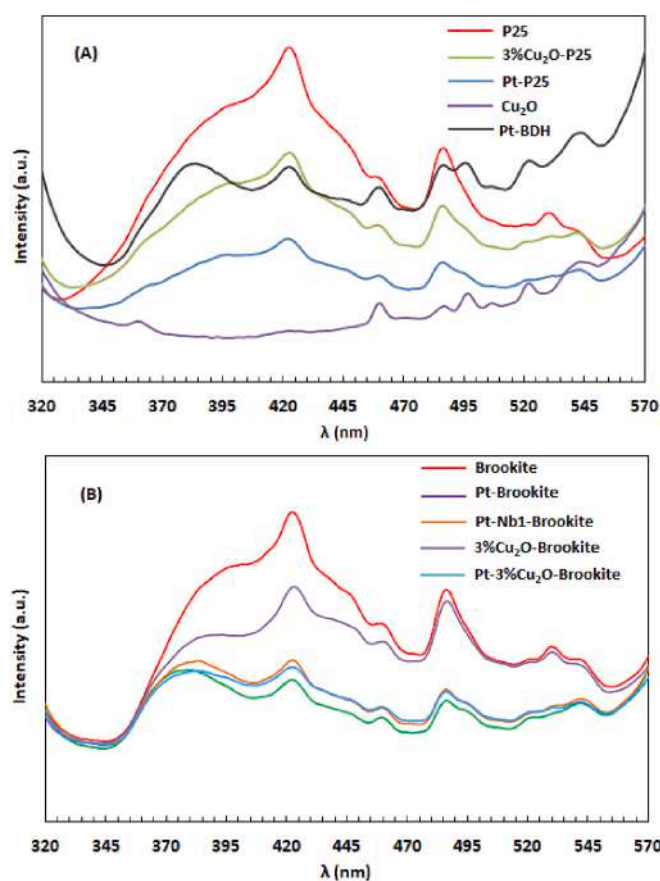 (A)
P25
3%Cu₂O-P25
Pt-P25
Cu₂O
Pt-BDH
Intensity (a.u.)
320 345 370 395 420 445 470 495 520 545 570
λ (nm)
(B)
Brookite
Pt-Brookite
Pt-Nb1-Brookite
3%Cu₂O-Brookite
Pt-3%Cu₂O-Brookite
Intensity (a.u.)
320 345 370 395 420 445 470 495 520 545 570
λ (nm)